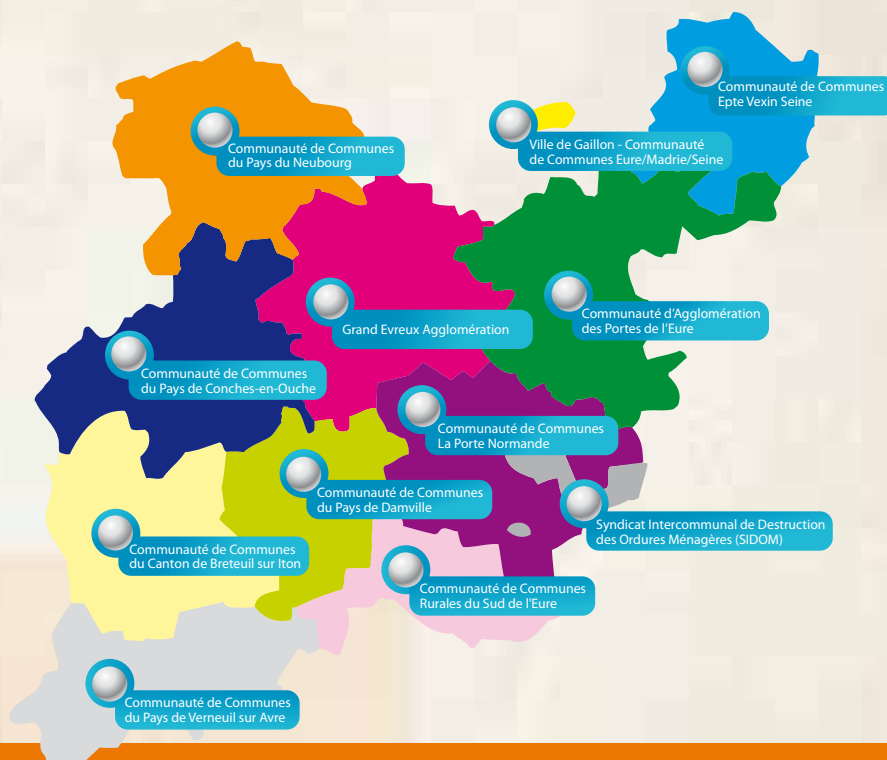 Communauté de Communes
Epte Vexin Seine
Ville de Gaillon - Communauté
de Communes Eure/Madrie/Seine
Communauté de Communes
du Pays du Neubourg
Communauté d'Agglomération
des Portes de l'Eure
Grand Evreux Agglomération
Communauté de Communes
du Pays de Conches-en-Ouche
Communauté de Communes
La Porte Normande
Communauté de Communes
du Pays de Damville
Syndicat Intercommunal de Destruction
des Ordures Ménagères (SIDOM)
Communauté de Communes
du Canton de Breteuil sur Iton
Communauté de Communes
Rurales du Sud de l'Eure
Communauté de Communes
du Pays de Verneuil sur Avre